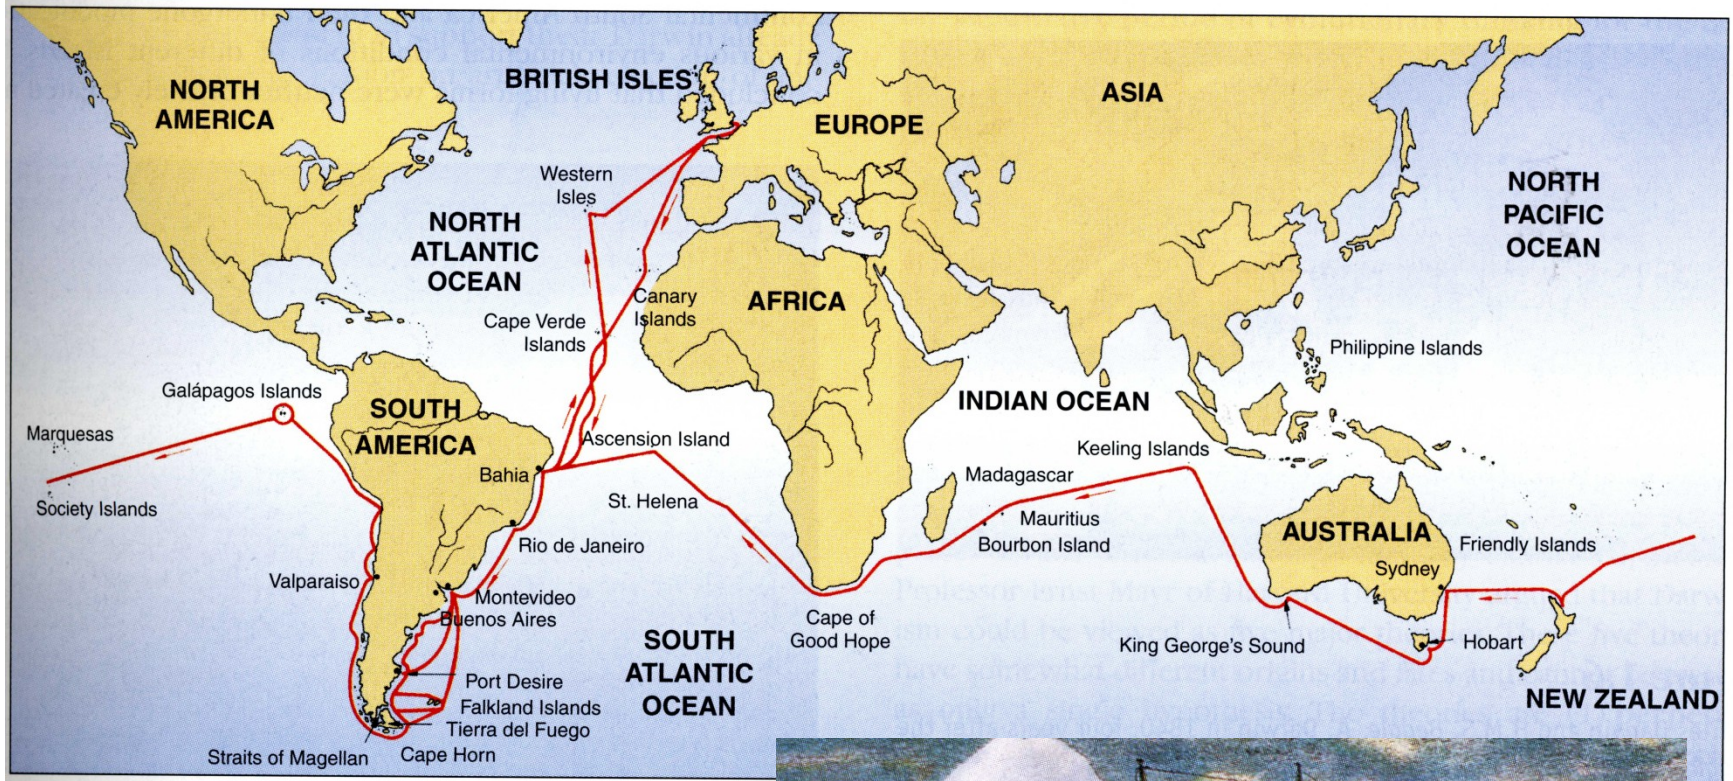 NORTH
AMERICA
BRITISH ISLES
EUROPE
ASIA
NORTH
PACIFIC
OCEAN
Western
Isles
NORTH
ATLANTIC
OCEAN
Canary
Islands
AFRICA
Cape Verde
Islands
Philippine Islands
Galápagos Islands
SOUTH
AMERICA
INDIAN OCEAN
Marquesas
Ascension Island
Keeling Islands
Bahia
Madagascar
Society Islands
St. Helena
Mauritius
Bourbon Island
AUSTRALIA
Friendly Islands
Rio de Janeiro
Sydney
Valparaiso
Montevideo
Buenos Aires
Cape of
Good Hope
SOUTH
ATLANTIC
OCEAN
King George's Sound
Hobart
Port Desire
Falkland Islands
NEW ZEALAND
Tierra del Fuego
Straits of Magellan
Cape Horn